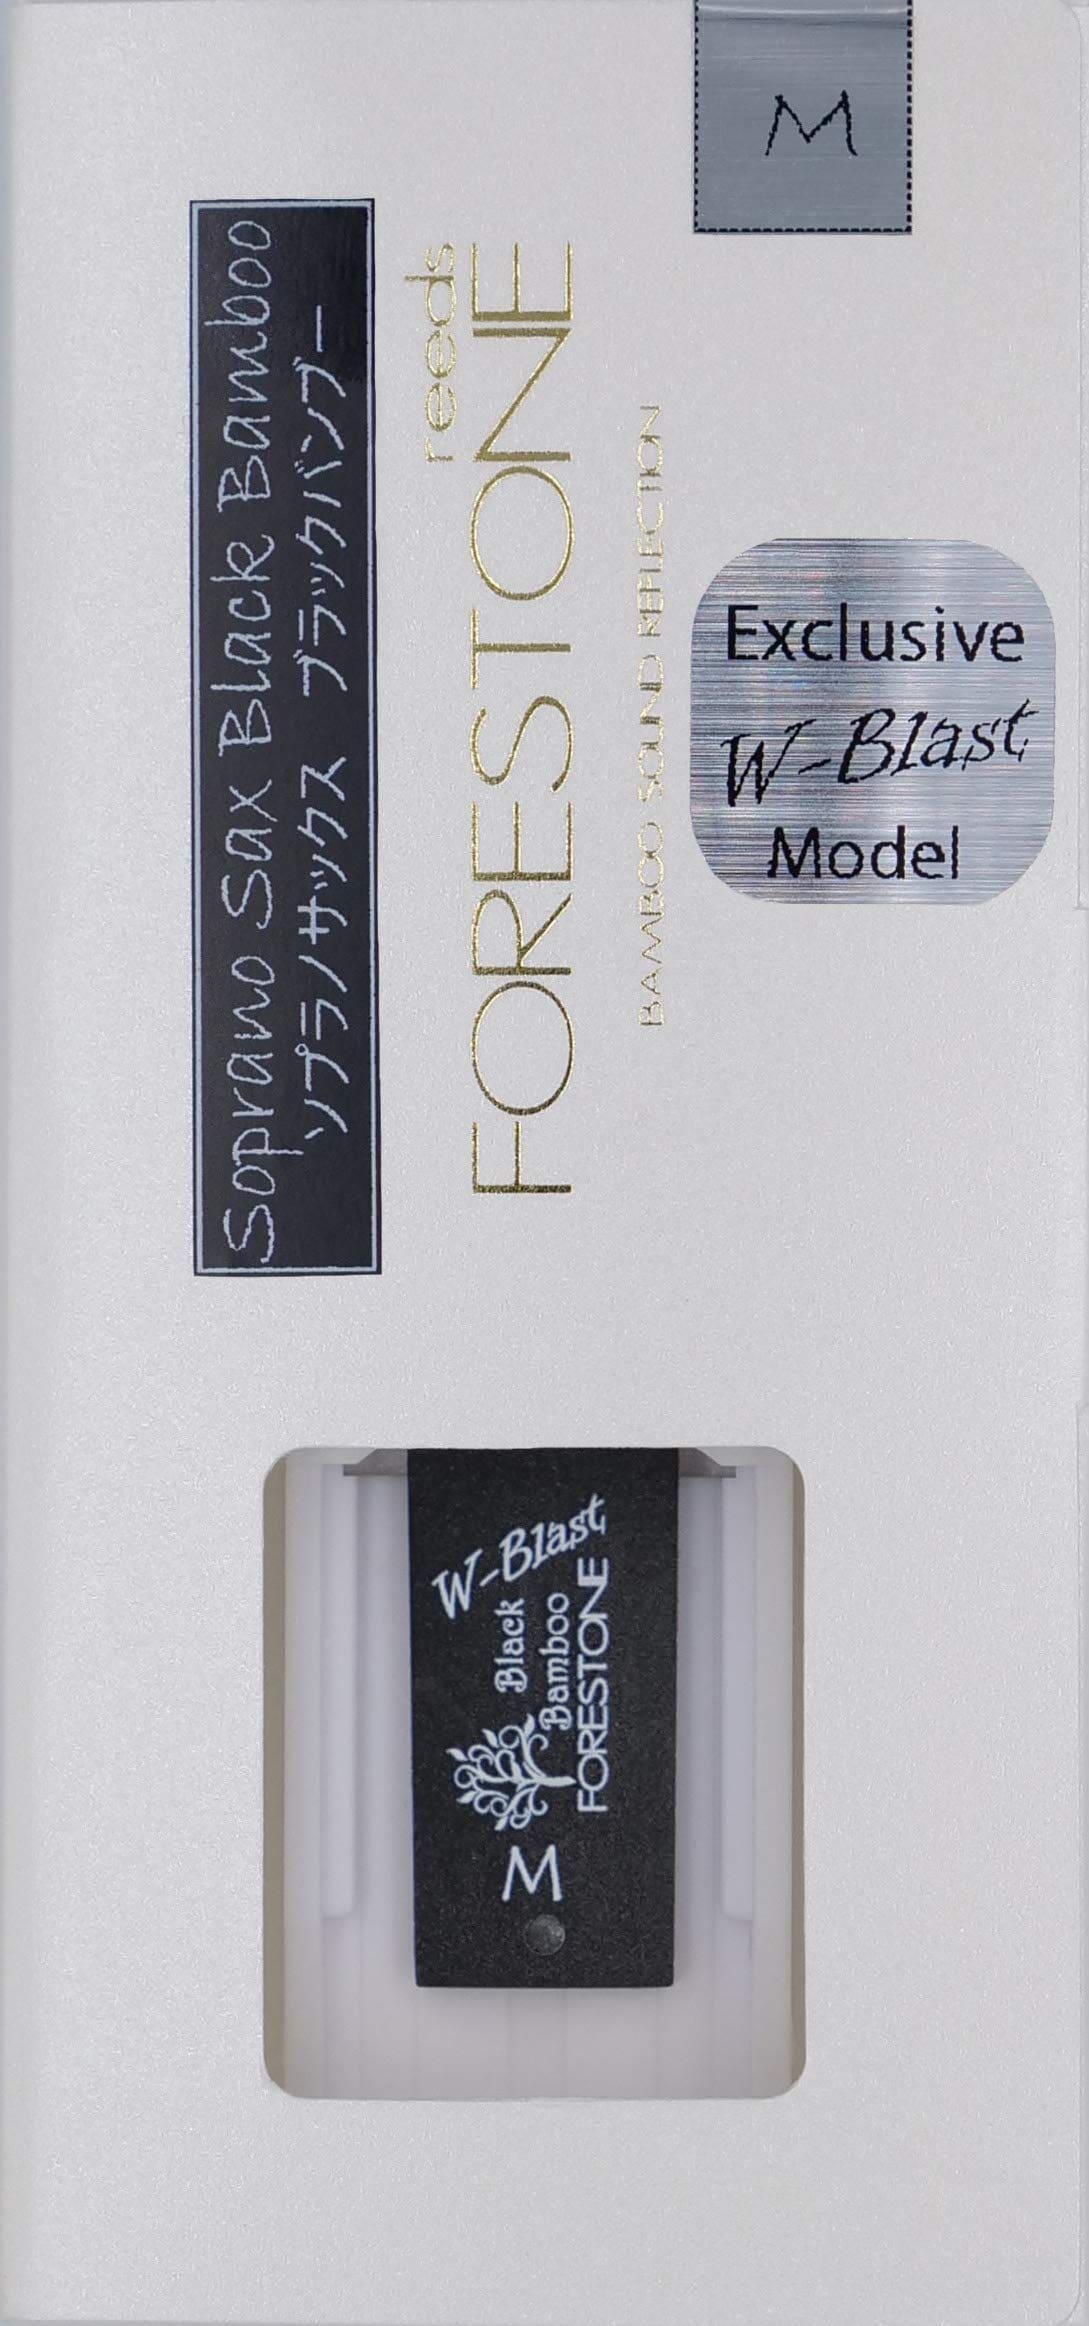 M
Soprano Sax Black Bamboo
ソプラノサックス ブラックバンブー
reeds
FORESTONE
BAMBOO SOUND REFLECTION
Exclusive
W-Blast
Model
W-Blast
Black
Bamboo
FORESTONE
M